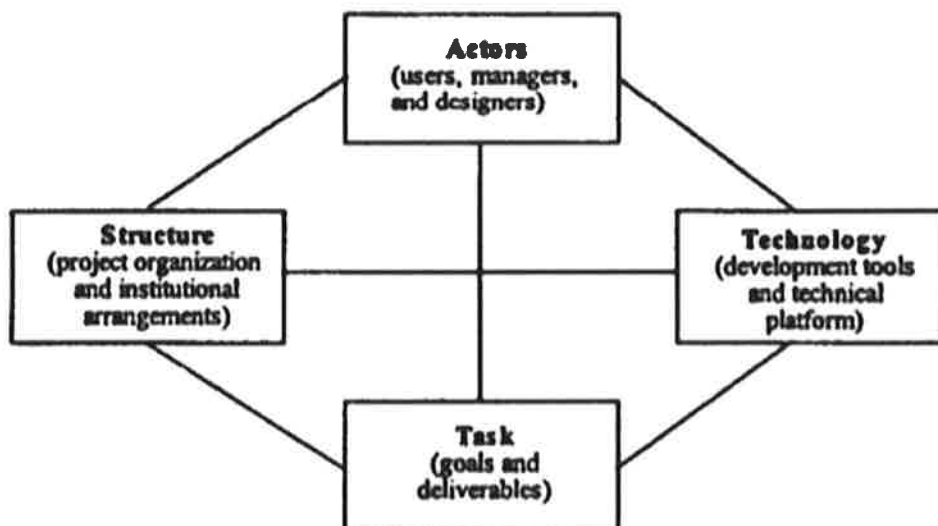 Actors
(users, managers,
and designers)
Structure
(project organization
and institutional
arrangements)
Technology
(development tools
and technical
platform)
Task
(goals and
deliverables)